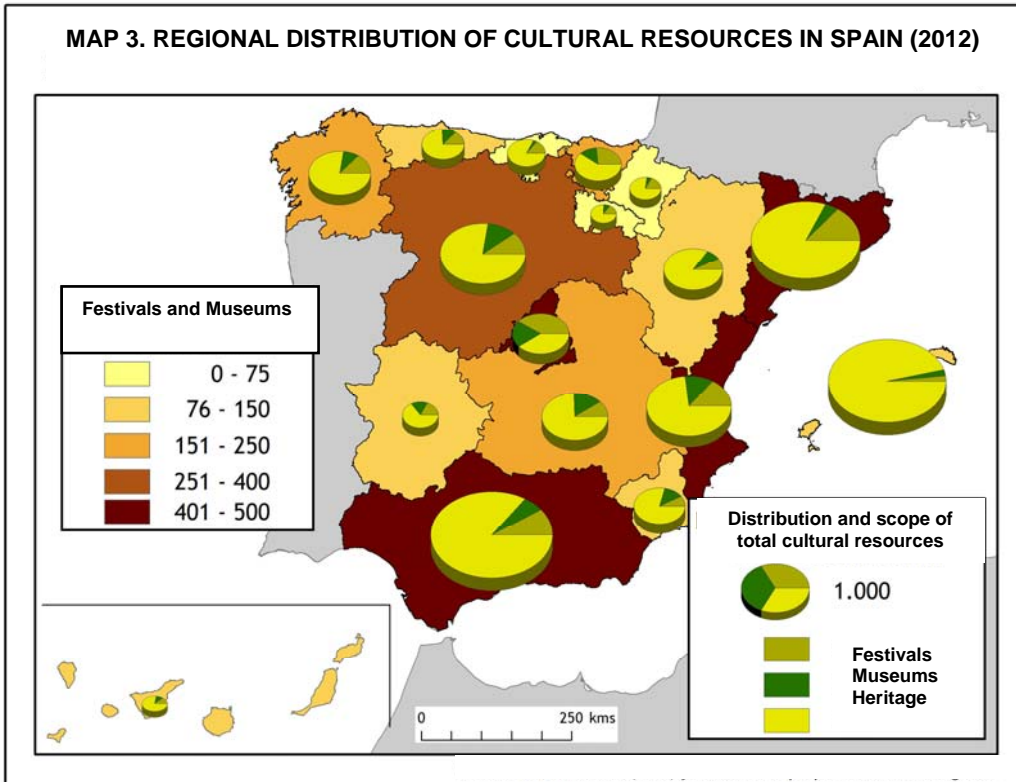 MAP 3. REGIONAL DISTRIBUTION OF CULTURAL RESOURCES IN SPAIN (2012)
Festivals and Museums
0 - 75
76 - 150
151 - 250
251 - 400
401 - 500
Distribution and scope of
total cultural resources
1.000
Festivals
Museums
Heritage
0 250 kms